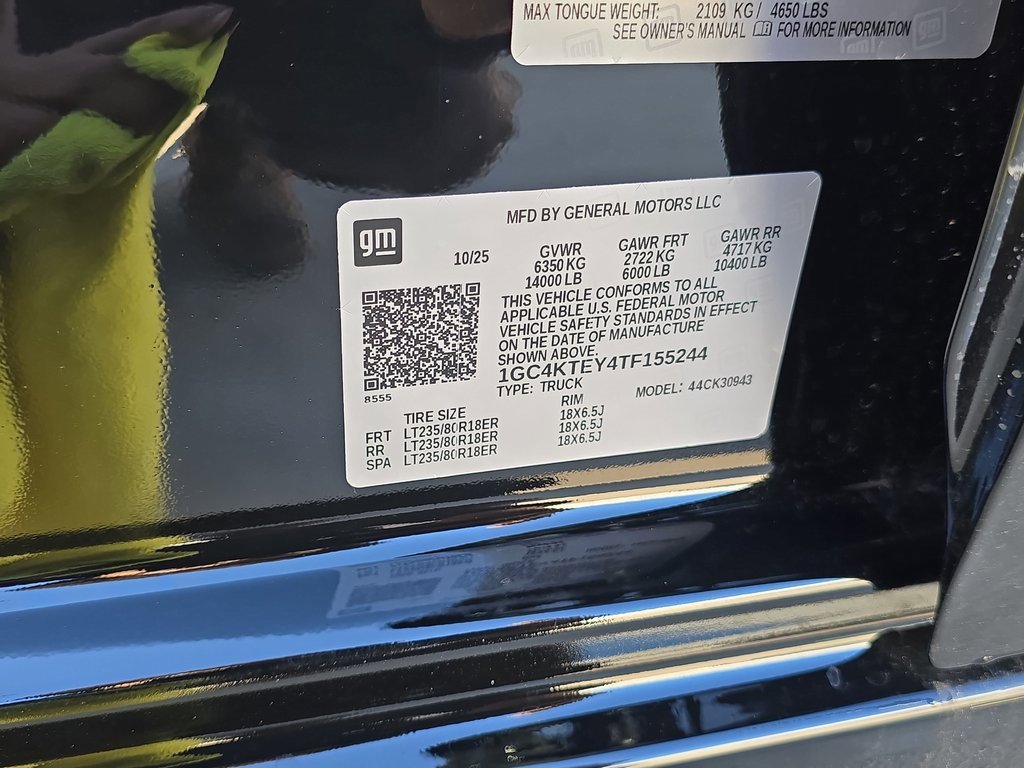 MAX TONGUE WEIGHT: 2109 KG/ 4650 LBS
SEE OWNER'S MANUAL FOR MORE INFORMATION
gm
MFD BY GENERAL MOTORS LLC
10/25 GVWR GAWR FRT GAWR RR
6350 KG 2722 KG 4717 KG
14000 LB 6000 LB 10400 LB
THIS VEHICLE CONFORMS TO ALL
APPLICABLE U.S. FEDERAL MOTOR
VEHICLE SAFETY STANDARDS IN EFFECT
ON THE DATE OF MANUFACTURE
SHOWN ABOVE.
1GC4KTEY4TF155244
TYPE: TRUCK MODEL: 44CK30943
8555
TIRE SIZE RIM
FRT LT235/80R18ER 18X6.5J
RR LT235/80R18ER 18X6.5J
SPA LT235/80R18ER 18X6.5J